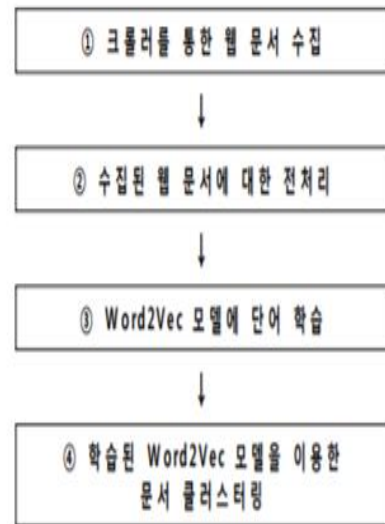 ① 크롤러를 통한 웹 문서 수집
↓
② 수집된 웹 문서에 대한 전처리
↓
③ Word2Vec 모델에 단어 학습
↓
④ 학습된 Word2Vec 모델을 이용한
문서 클러스터링